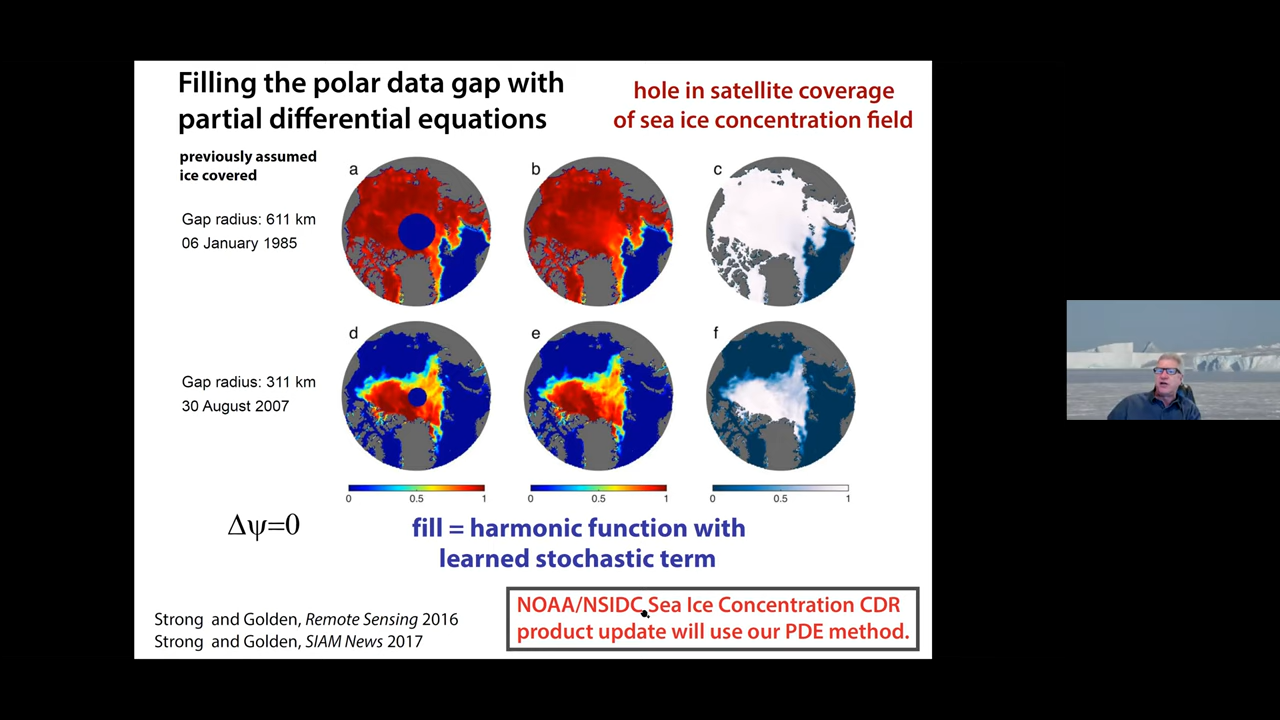 Filling the polar data gap with
partial differential equations
hole in satellite coverage
of sea ice concentration field
previously assumed
ice covered
a
b
c
Gap radius: 611 km
06 January 1985
d
e
f
Gap radius: 311 km
30 August 2007
0 0.5 1
0 0.5 1
0 0.5 1
Δψ=0
fill = harmonic function with
learned stochastic term
NOAA/NSIDC Sea Ice Concentration CDR
product update will use our PDE method.
Strong and Golden, Remote Sensing 2016
Strong and Golden, SIAM News 2017